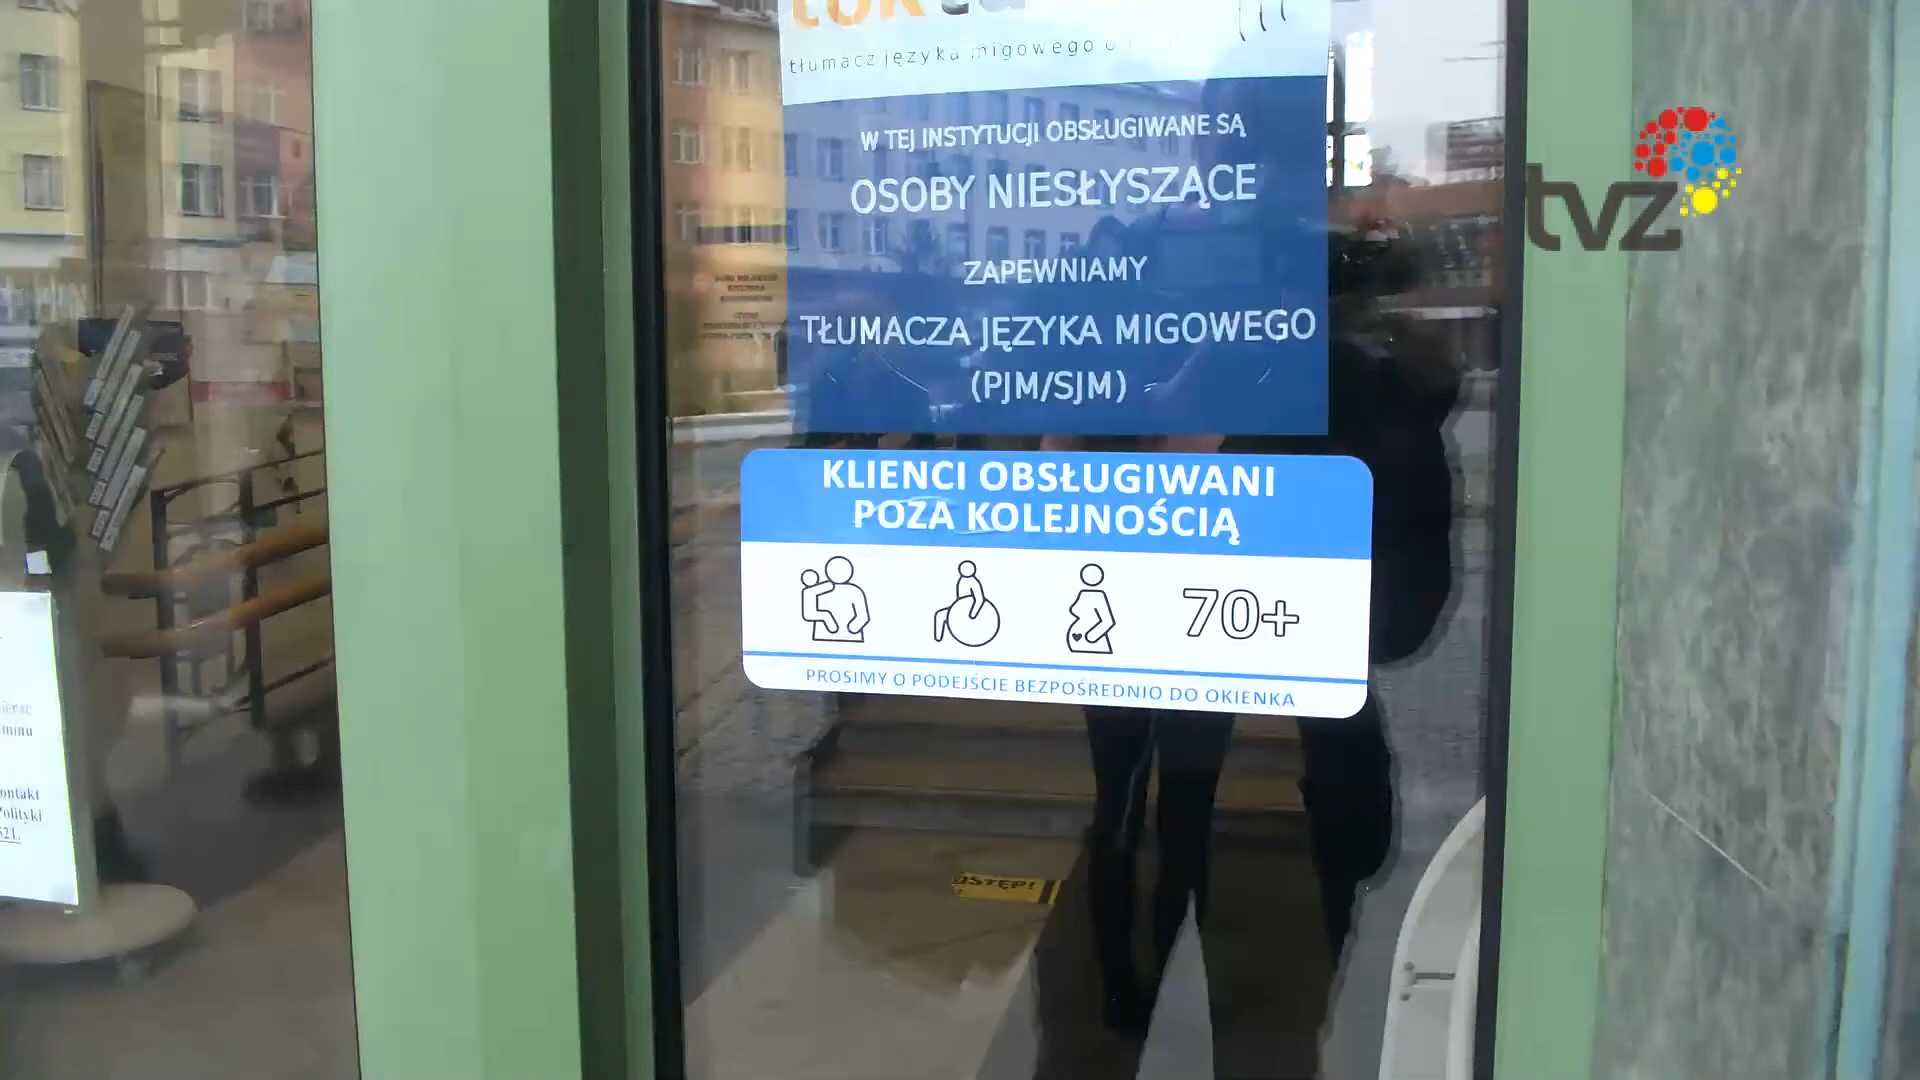 tłumacz języka migowego
W TEJ INSTYTUCJI OBSŁUGIWANE SĄ
OSOBY NIESŁYSZĄCE
ZAPEWNIAMY
TŁUMACZA JĘZYKA MIGOWEGO
(PJM/SJM)
KLIENCI OBSŁUGIWANI
POZA KOLEJNOŚCIĄ
70+
PROSIMY O PODEJŚCIE BEZPOŚREDNIO DO OKIENKA
tvz